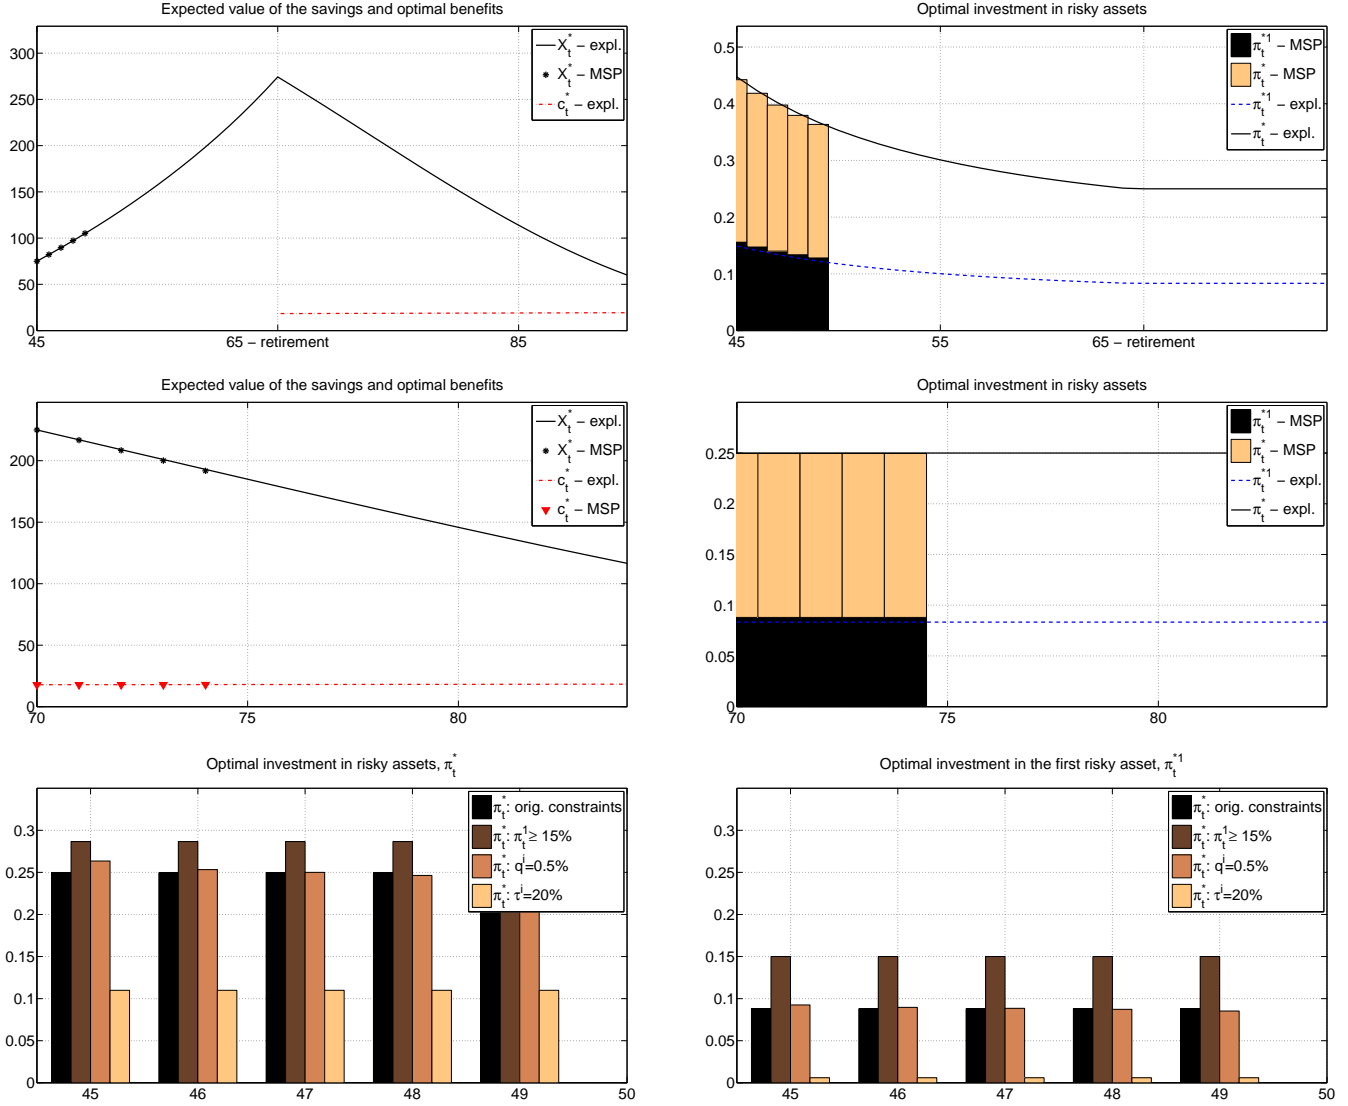 Expected value of the savings and optimal benefits
300
250
200
150
100
50
0
45
65 − retirement
85
X*t − expl.
X*t − MSP
c*t − expl.
Optimal investment in risky assets
0.5
0.4
0.3
0.2
0.1
0
45
55
65 − retirement
π*1t − MSP
π*t − MSP
π*1t − expl.
π*t − expl.
Expected value of the savings and optimal benefits
200
150
100
50
0
70
75
80
X*t − expl.
X*t − MSP
c*t − expl.
c*t − MSP
Optimal investment in risky assets
0.25
0.2
0.15
0.1
0.05
0
70
75
80
π*1t − MSP
π*t − MSP
π*1t − expl.
π*t − expl.
Optimal investment in risky assets, π*t
0.3
0.25
0.2
0.15
0.1
0.05
0
45
46
47
48
49
50
π*t: orig. constraints
π*t: π1t ≥ 15%
π*t: qi=0.5%
π*t: τi=20%
Optimal investment in the first risky asset, π*1t
0.3
0.25
0.2
0.15
0.1
0.05
0
45
46
47
48
49
50
π*t: orig. constraints
π*t: π1t ≥ 15%
π*t: qi=0.5%
π*t: τi=20%